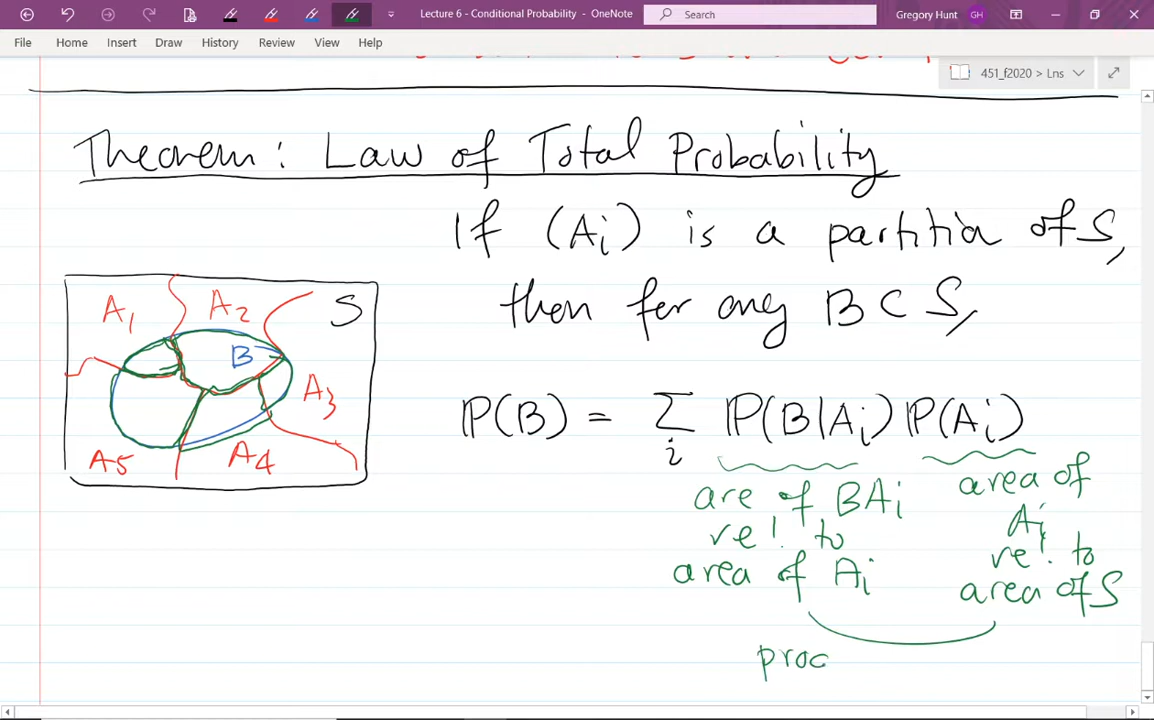 Lecture 6 - Conditional Probability - OneNote
Search
Gregory Hunt
GH
File Home Insert Draw History Review View Help
451_f2020 > Lns
Theorem: Law of Total Probability
If (Ai) is a partition of S,
then for any B ⊂ S,
A1 A2 S
B
A3
A5 A4
P(B) = Σi P(B|Ai) P(Ai)
are of BAi
rel. to
area of Ai
area of
Ai
rel. to
area of S
proc